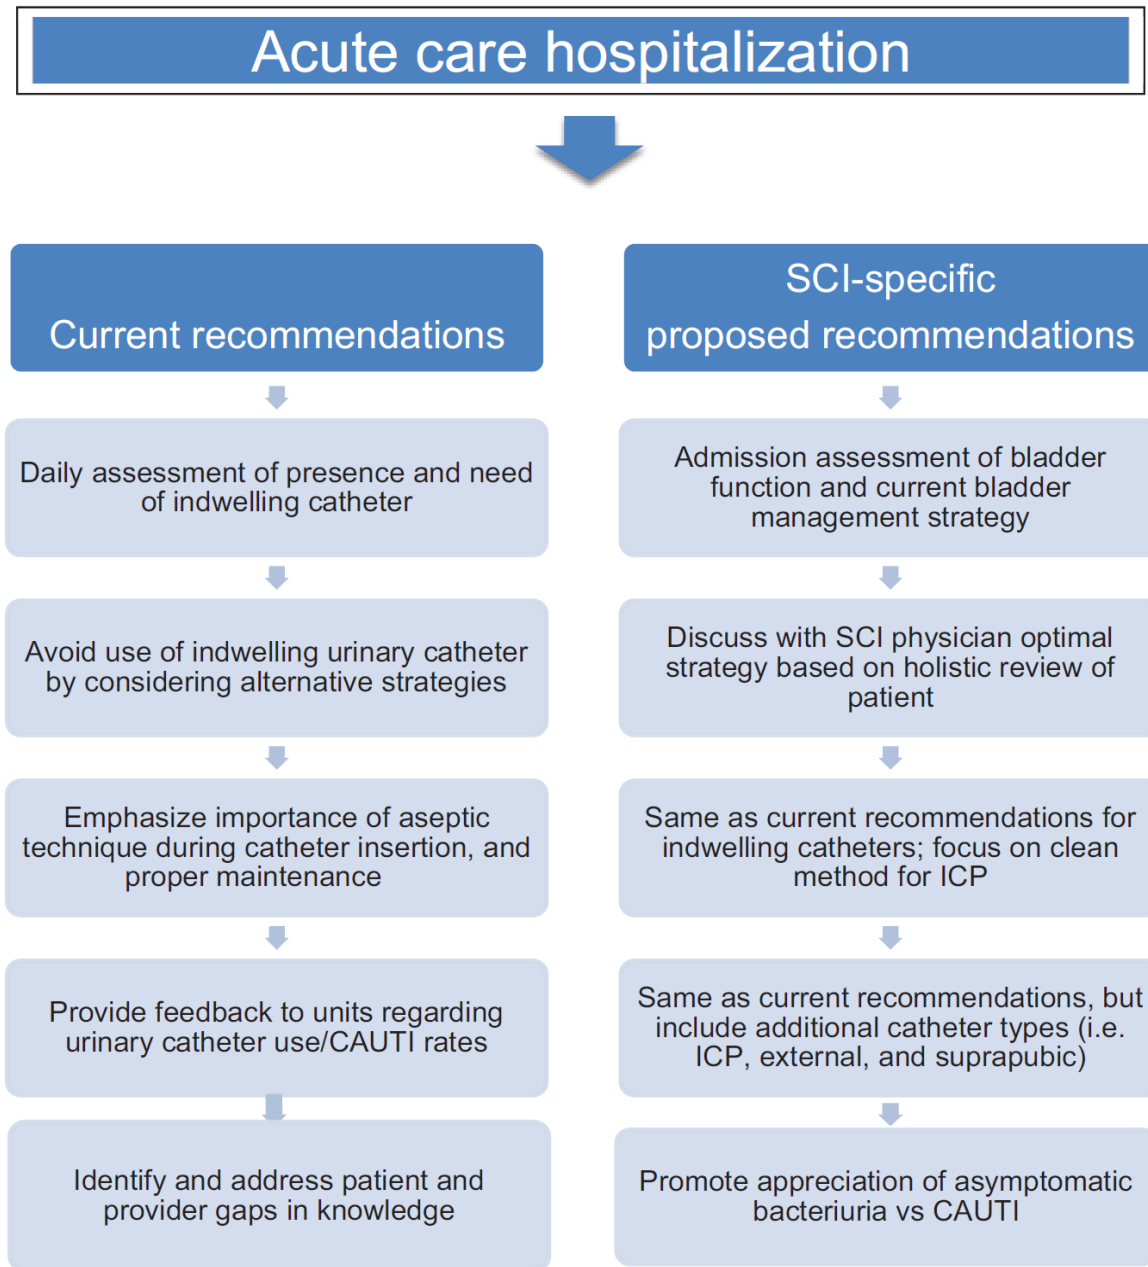 Acute care hospitalization
Current recommendations
Daily assessment of presence and need
of indwelling catheter
Avoid use of indwelling urinary catheter
by considering alternative strategies
Emphasize importance of aseptic
technique during catheter insertion, and
proper maintenance
Provide feedback to units regarding
urinary catheter use/CAUTI rates
Identify and address patient and
provider gaps in knowledge
SCI-specific
proposed recommendations
Admission assessment of bladder
function and current bladder
management strategy
Discuss with SCI physician optimal
strategy based on holistic review of
patient
Same as current recommendations for
indwelling catheters; focus on clean
method for ICP
Same as current recommendations, but
include additional catheter types (i.e.
ICP, external, and suprapubic)
Promote appreciation of asymptomatic
bacteriuria vs CAUTI